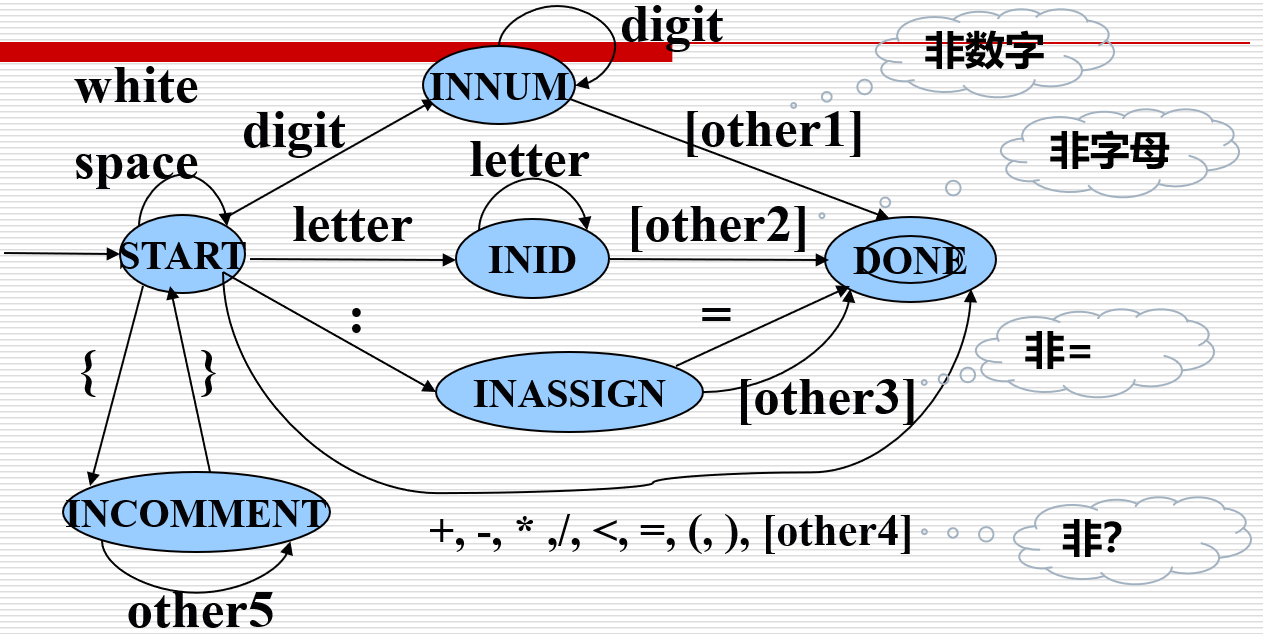 digit
非数字
white
space
INNUM
digit
[other1]
letter
非字母
letter
[other2]
START
INID
DONE
:
=
非=
{
}
INASSIGN
[other3]
INCOMMENT
+, -, * ,/, <, =, (, ), [other4]
非?
other5